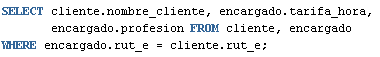 SELECT cliente.nombre_cliente, encargado.tarifa_hora,
encargado.profesion FROM cliente, encargado
WHERE encargado.rut_e = cliente.rut_e;